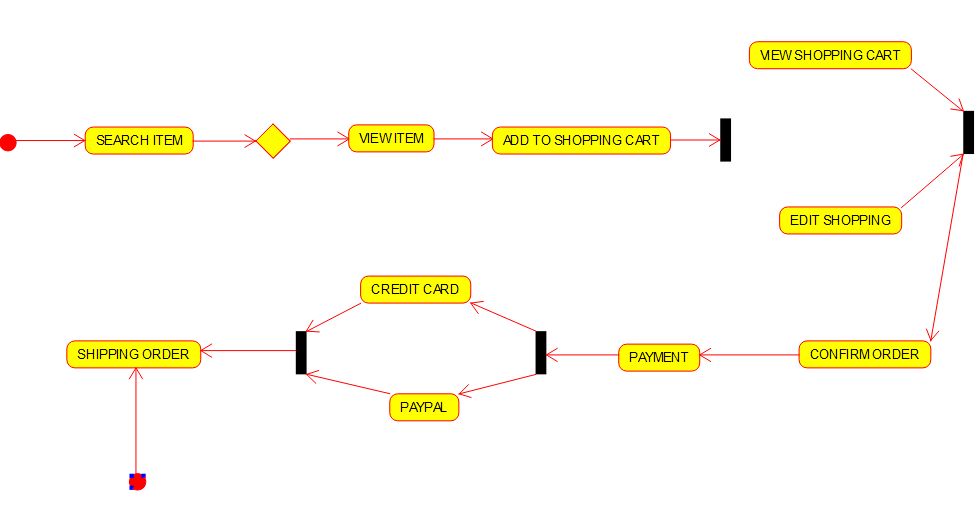 VIEW SHOPPING CART
SEARCH ITEM
VIEW ITEM
ADD TO SHOPPING CART
EDIT SHOPPING
CREDIT CARD
SHIPPING ORDER
PAYMENT
CONFIRM ORDER
PAYPAL